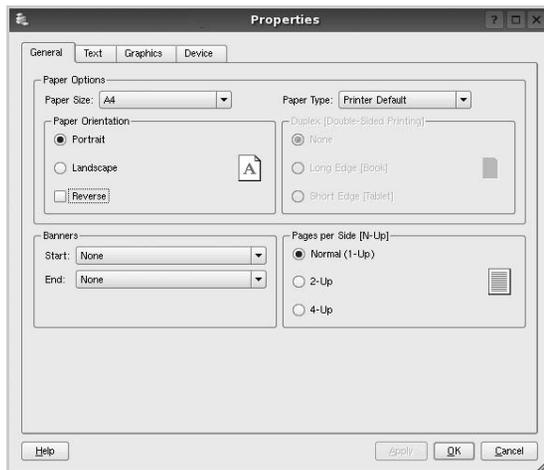 Properties
General Text Graphics Device
Paper Options
Paper Size: A4 Paper Type: Printer Default
Paper Orientation
Portrait
Landscape
Reverse
A
Duplex [Double-Sided Printing]
None
Long Edge [Book]
Short Edge [Tablet]
Banners
Start: None
End: None
Pages per Side [N-Up]
Normal (1-Up)
2-Up
4-Up
Help Apply OK Cancel